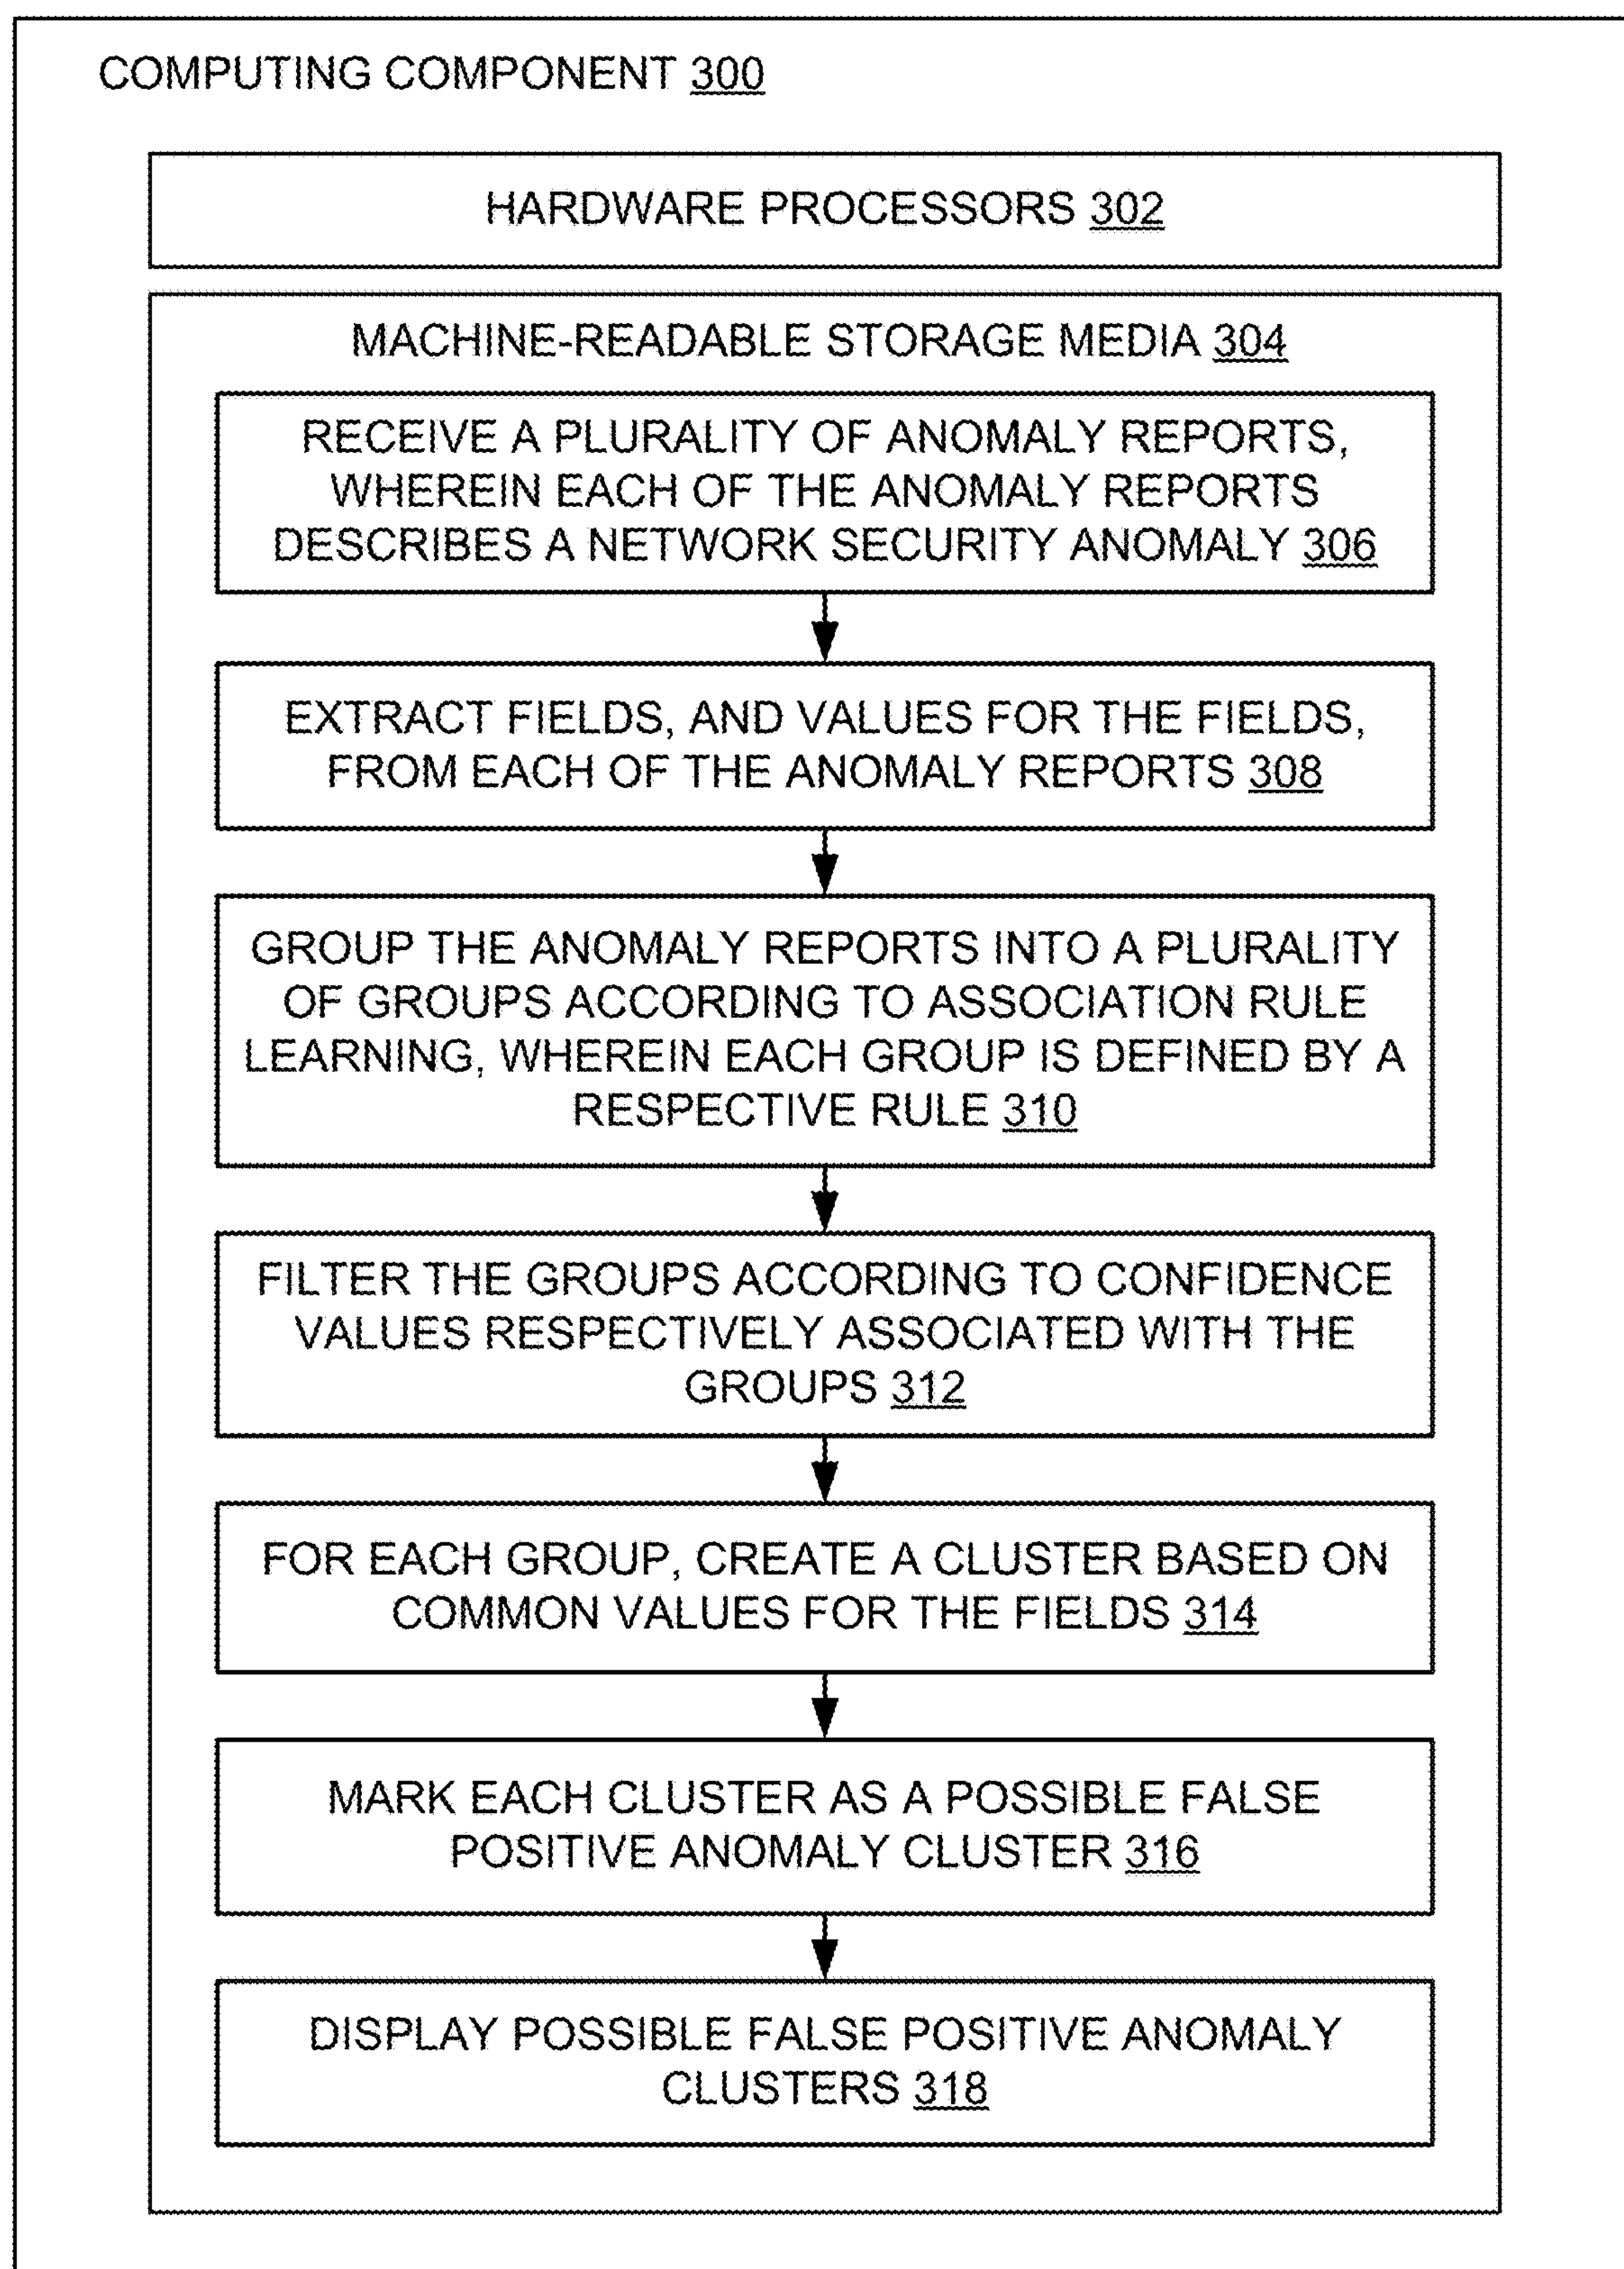 COMPUTING COMPONENT 300
HARDWARE PROCESSORS 302
MACHINE-READABLE STORAGE MEDIA 304
RECEIVE A PLURALITY OF ANOMALY REPORTS,
WHEREIN EACH OF THE ANOMALY REPORTS
DESCRIBES A NETWORK SECURITY ANOMALY 306
EXTRACT FIELDS, AND VALUES FOR THE FIELDS,
FROM EACH OF THE ANOMALY REPORTS 308
GROUP THE ANOMALY REPORTS INTO A PLURALITY
OF GROUPS ACCORDING TO ASSOCIATION RULE
LEARNING, WHEREIN EACH GROUP IS DEFINED BY A
RESPECTIVE RULE 310
FILTER THE GROUPS ACCORDING TO CONFIDENCE
VALUES RESPECTIVELY ASSOCIATED WITH THE
GROUPS 312
FOR EACH GROUP, CREATE A CLUSTER BASED ON
COMMON VALUES FOR THE FIELDS 314
MARK EACH CLUSTER AS A POSSIBLE FALSE
POSITIVE ANOMALY CLUSTER 316
DISPLAY POSSIBLE FALSE POSITIVE ANOMALY
CLUSTERS 318